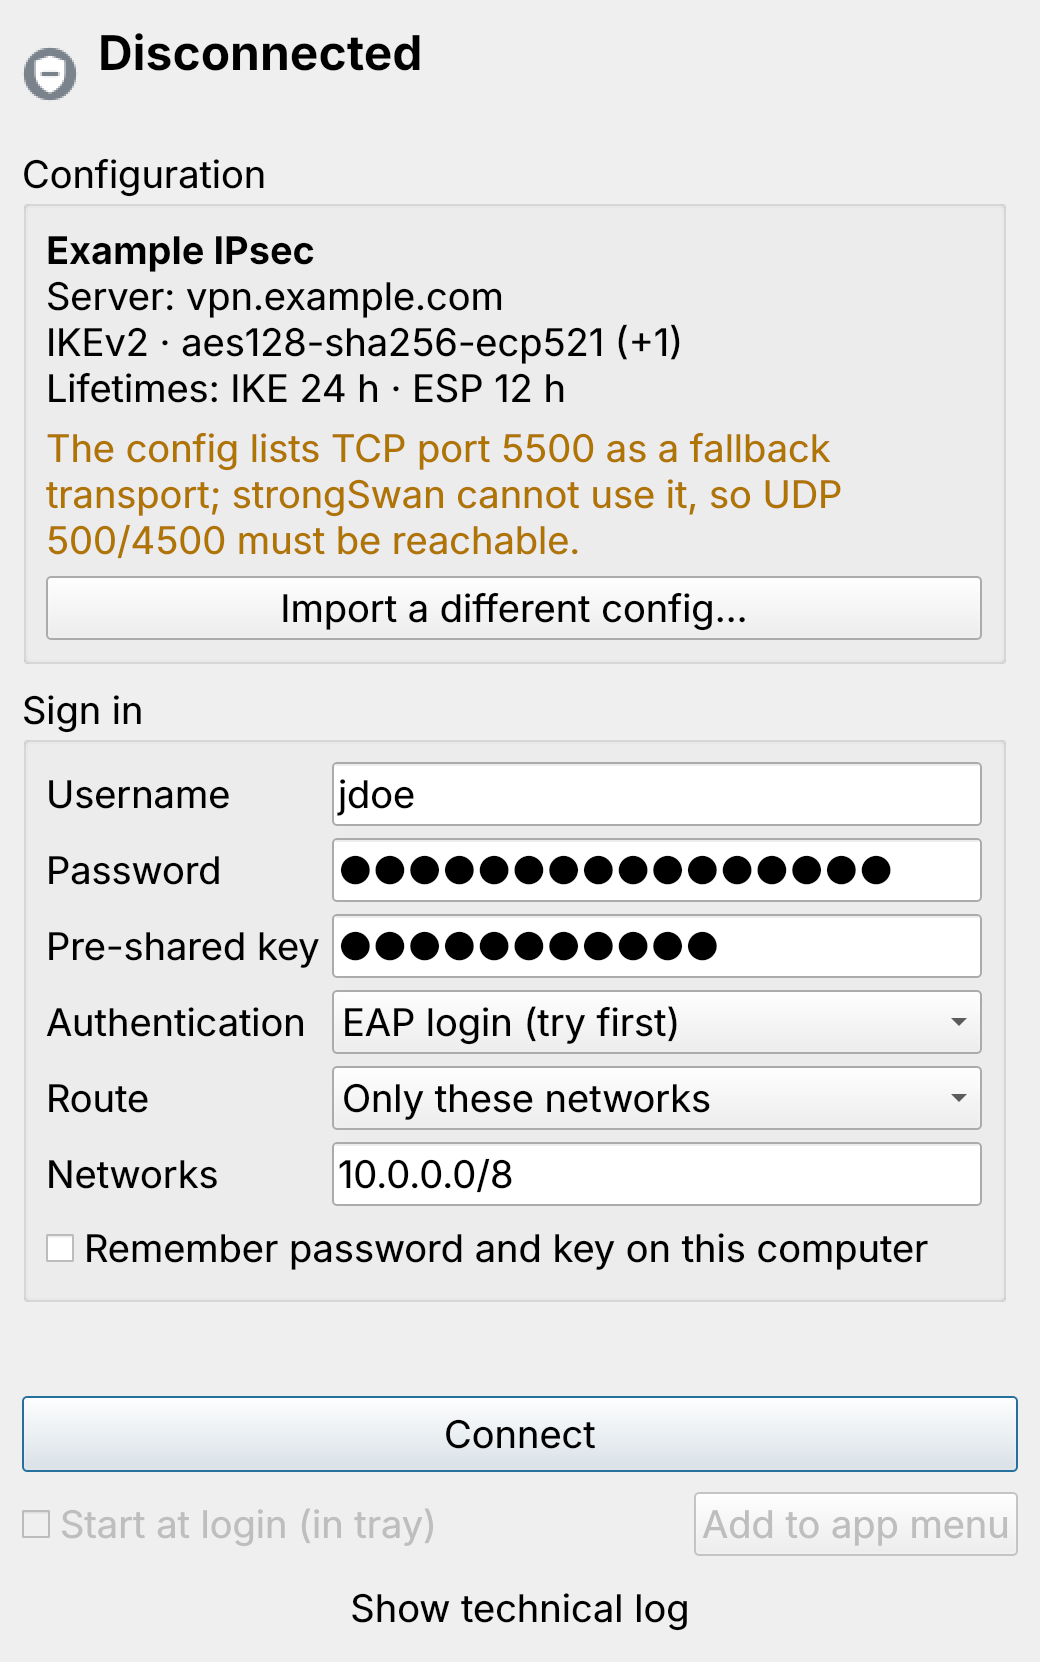 Disconnected
Configuration
Example IPsec
Server: vpn.example.com
IKEv2 · aes128-sha256-ecp521 (+1)
Lifetimes: IKE 24 h · ESP 12 h
The config lists TCP port 5500 as a fallback
transport; strongSwan cannot use it, so UDP
500/4500 must be reachable.
Import a different config...
Sign in
Username jdoe
Password ●●●●●●●●●●●●●●●●
Pre-shared key ●●●●●●●●●●●
Authentication EAP login (try first)
Route Only these networks
Networks 10.0.0.0/8
Remember password and key on this computer
Connect
Start at login (in tray) Add to app menu
Show technical log